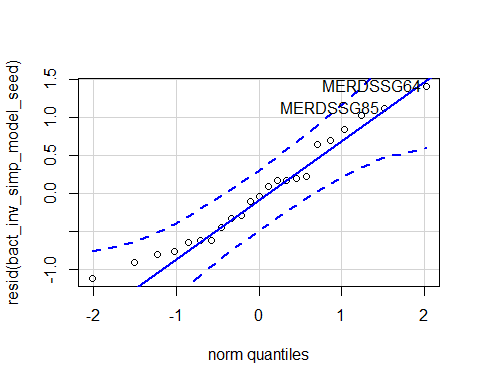 resid(bact_inv_simp_model_seed)
1.5
1.0
0.5
0.0
-1.0
MERDSSG64
MERDSSG85
-2
-1
0
1
2
norm quantiles